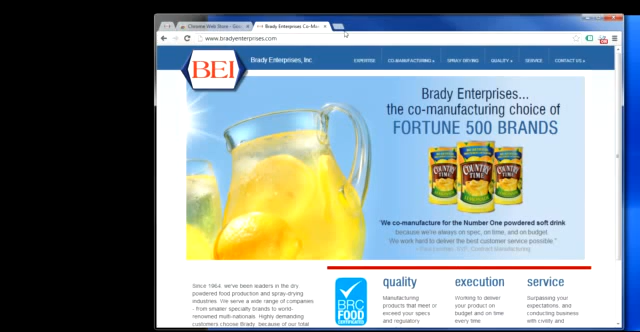 Chrome Web Store - 
Brady Enterprises Co-Ma
www.bradyenterprises.com
BEI
Brady Enterprises, Inc.
EXPERTISE
CO-MANUFACTURING
SPRAY DRYING
QUALITY
SERVICE
CONTACT US
Brady Enterprises...
the co-manufacturing choice of
FORTUNE 500 BRANDS
COUNTRY TIME
COUNTRY TIME
COUNTRY TIME
LEMONADE
"We co-manufacture for the Number One powdered soft drink
because we're always on spec, on time, and on budget.
We work hard to deliver the best customer service possible."
Contract Manufacturing
Since 1964, we've been leaders in the dry
powdered food production and spray-drying
industries. We serve a wide range of companies
- from smaller specialty brands to world-
renowned multi-nationals. Highly demanding
customers choose Brady because of our total
BRC
FOOD
CERTIFICATED
quality
Manufacturing
products that meet or
exceed your specs
and regulatory
execution
Working to deliver
your product on
budget and on time
every time
service
Surpassing your
expectations, and
conducting business
with civility and